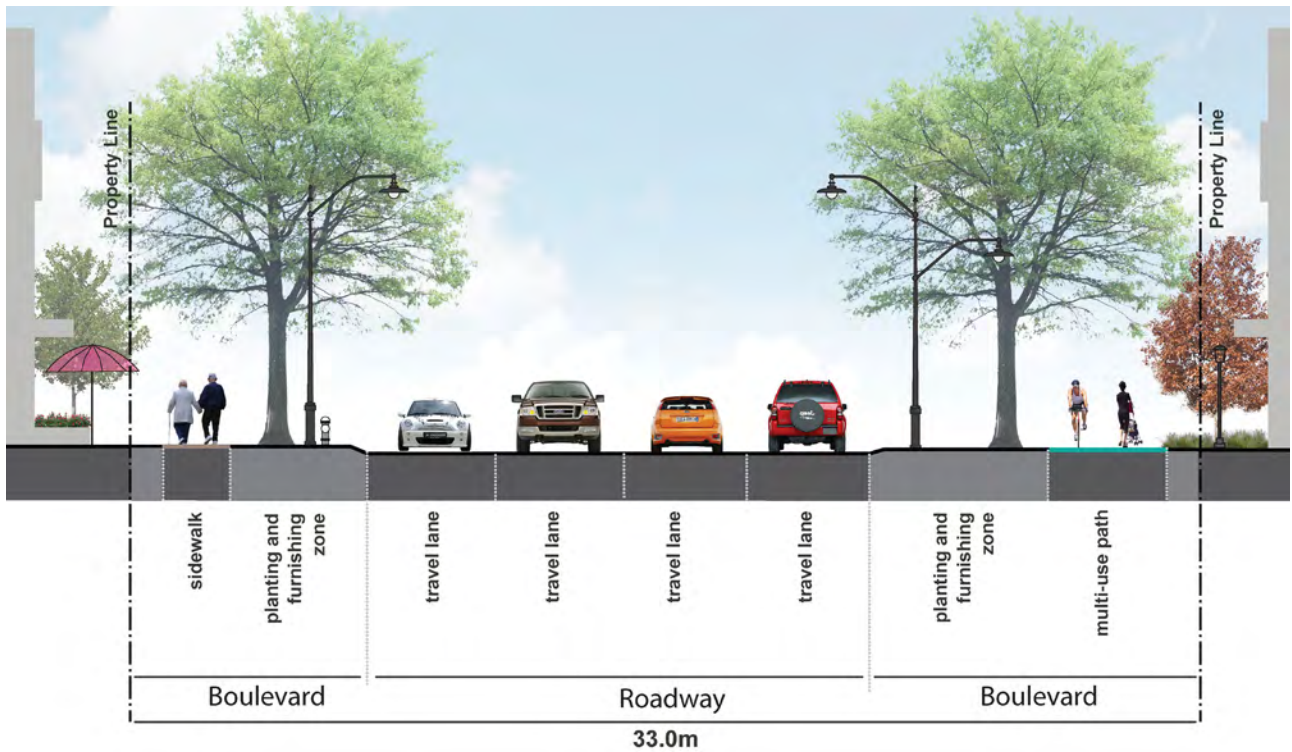 Property Line
Property Line
sidewalk
planting and
furnishing
zone
travel lane
travel lane
travel lane
travel lane
planting and
furnishing
zone
multi-use path
Boulevard
Roadway
Boulevard
33.0m